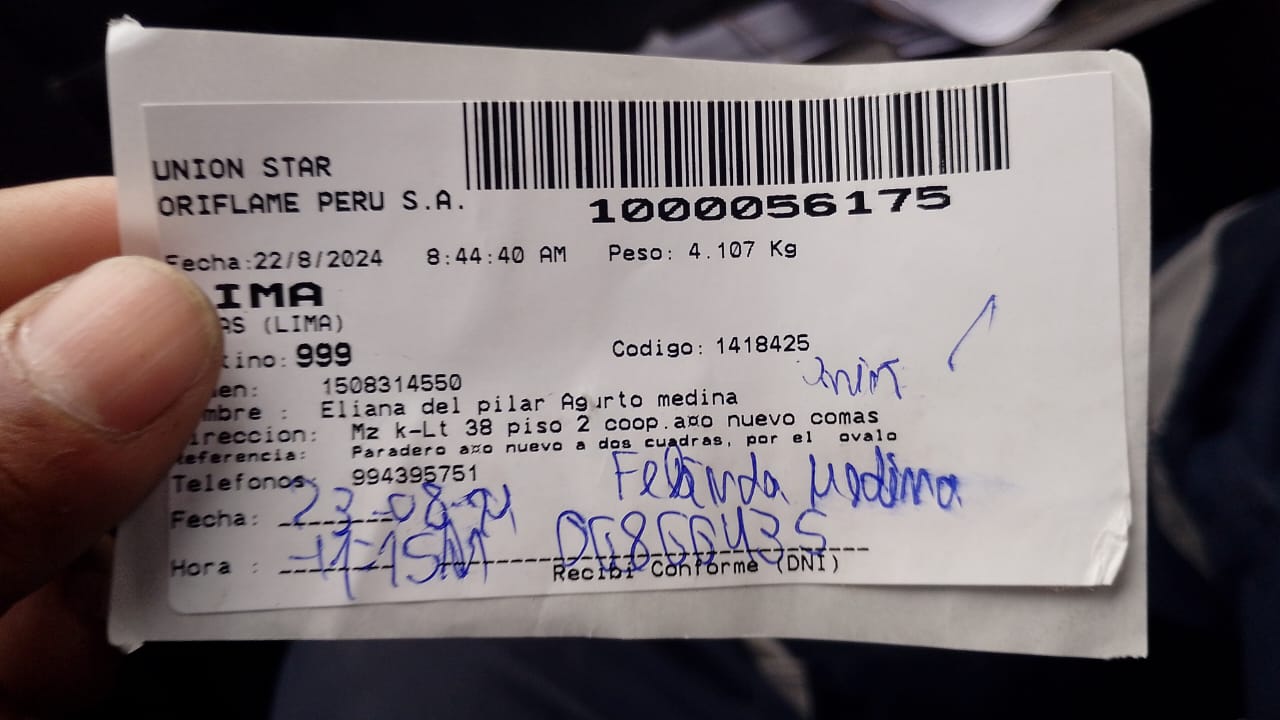 UNION STAR
ORIFLAME PERU S.A.
1000056175
Fecha:22/8/2024 8:44:40 AM Peso: 4.107 Kg
LIMA
AS (LIMA)
tino: 999 Codigo: 1418425
en: 1508314550
mbre : Eliana del pilar Agurto medina
ireccion: Mz k-Lt 38 piso 2 coop.a¤o nuevo comas
Referencia: Paradero a¤o nuevo a dos cuadras, por el ovalo
Telefonos: 994395751
Medina
Fecha: 23-08-24
Hora : 11-15AM
Recibi Conforme (DNI)